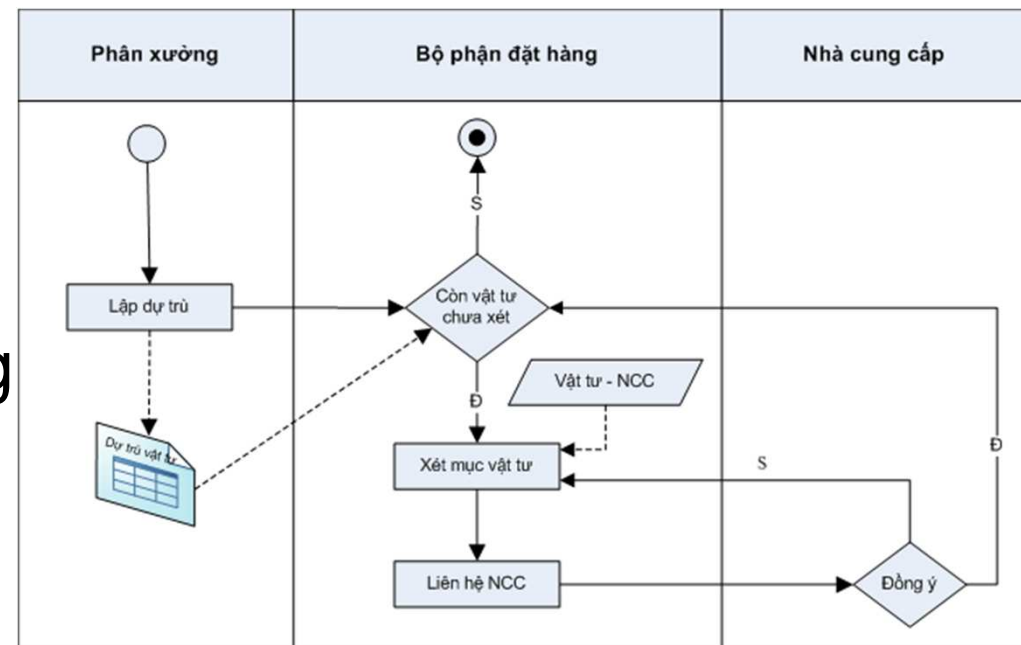 Phân xưởng
Bộ phận đặt hàng
Nhà cung cấp
S
Lập dự trù
Còn vật tư
chưa xét
g
Vật tư - NCC
Đ
Dự trù vật tư
Xét mục vật tư
S
Đ
Liên hệ NCC
Đồng ý